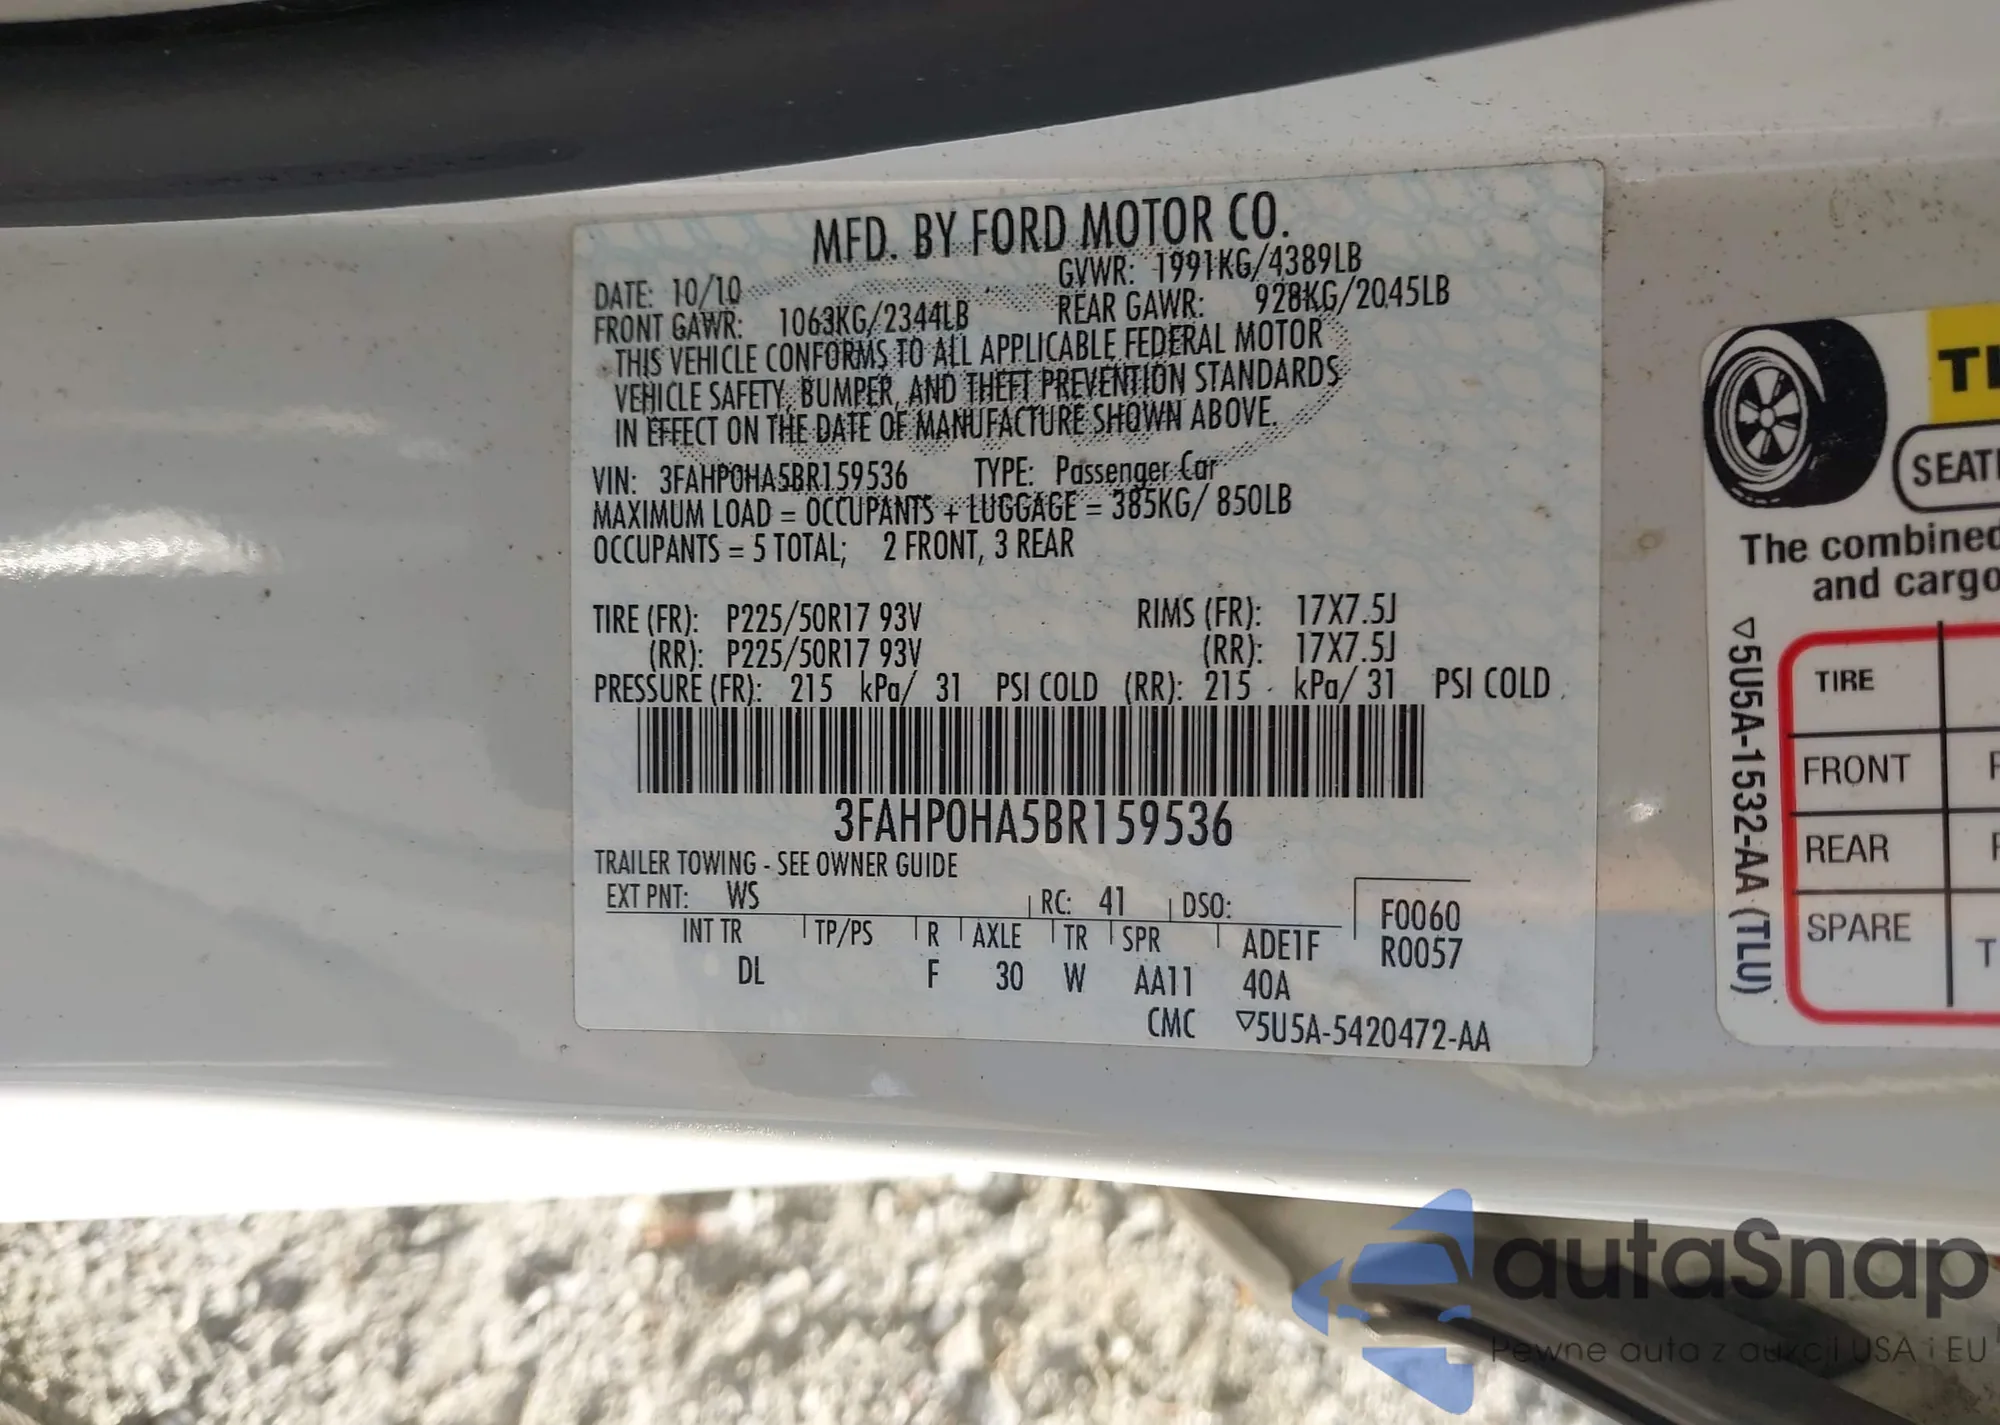 MFD. BY FORD MOTOR CO.
DATE: 10/10 GVWR: 1991KG/4389LB
FRONT GAWR: 1063KG/2344LB REAR GAWR: 928KG/2045LB
THIS VEHICLE CONFORMS TO ALL APPLICABLE FEDERAL MOTOR
VEHICLE SAFETY, BUMPER, AND THEFT PREVENTION STANDARDS
IN EFFECT ON THE DATE OF MANUFACTURE SHOWN ABOVE.
VIN: 3FAHP0HA5BR159536 TYPE: Passenger Car
MAXIMUM LOAD = OCCUPANTS + LUGGAGE = 385KG/ 850LB
OCCUPANTS = 5 TOTAL; 2 FRONT, 3 REAR
TIRE (FR): P225/50R17 93V RIMS (FR): 17X7.5J
(RR): P225/50R17 93V (RR): 17X7.5J
PRESSURE (FR): 215 kPa/ 31 PSI COLD (RR): 215 kPa/ 31 PSI COLD
3FAHP0HA5BR159536
TRAILER TOWING - SEE OWNER GUIDE
EXT PNT: WS RC: 41 DSO:
F0060
INT TR TP/PS R AXLE TR SPR ADE1F
R0057
DL F 30 W AA11 40A
CMC ▽5U5A-5420472-AA
SEATI
The combined
and cargo
▽5U5A-1532-AA (TLU)
TIRE
FRONT
REAR
SPARE T
autaSnap
Pewne auta z aukcji USA i EU